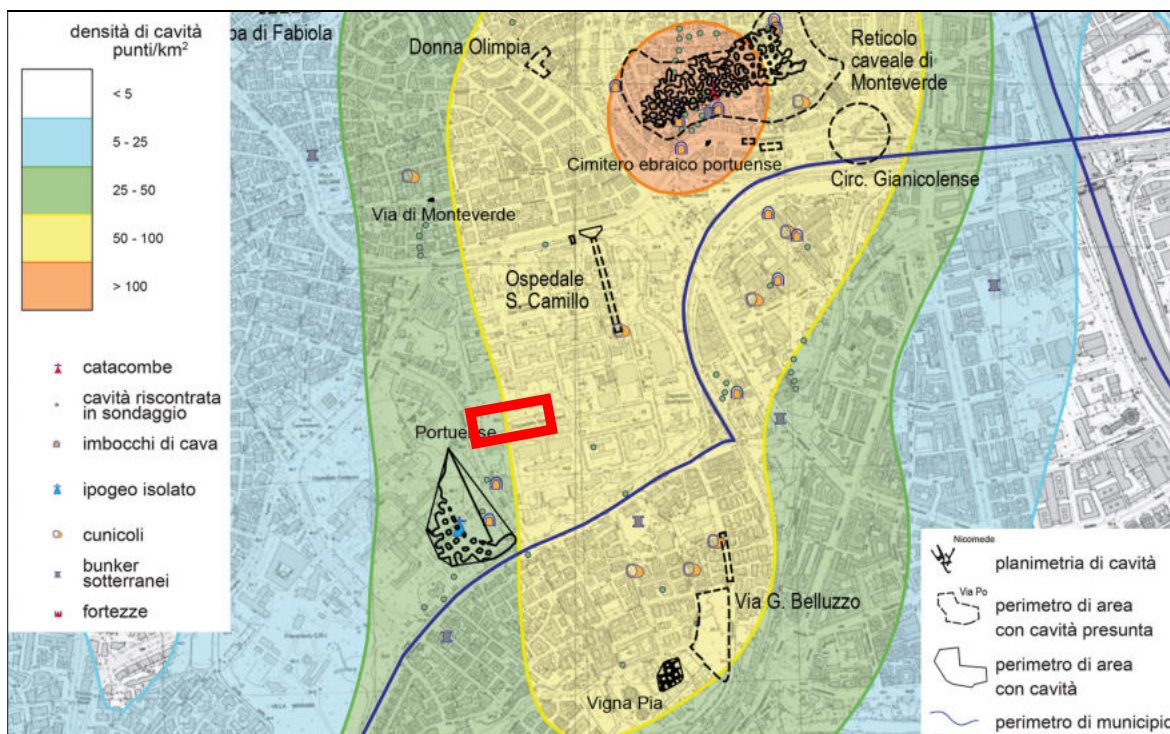 densità di cavità
punti/km²
< 5
5 - 25
25 - 50
50 - 100
> 100
catacombe
cavità riscontrata
in sondaggio
imbocchi di cava
ipogeo isolato
cunicoli
bunker
sotterranei
fortezze
di Fabiola
Donna Olimpia
Reticolo
caveale di
Monteverde
Cimitero ebraico portuense
Circ. Gianicolense
Via di Monteverde
Ospedale
S. Camillo
Portuense
Via G. Belluzzo
Vigna Pia
Nicomede
planimetria di cavità
Via Po
perimetro di area
con cavità presunta
perimetro di area
con cavità
perimetro di municipio